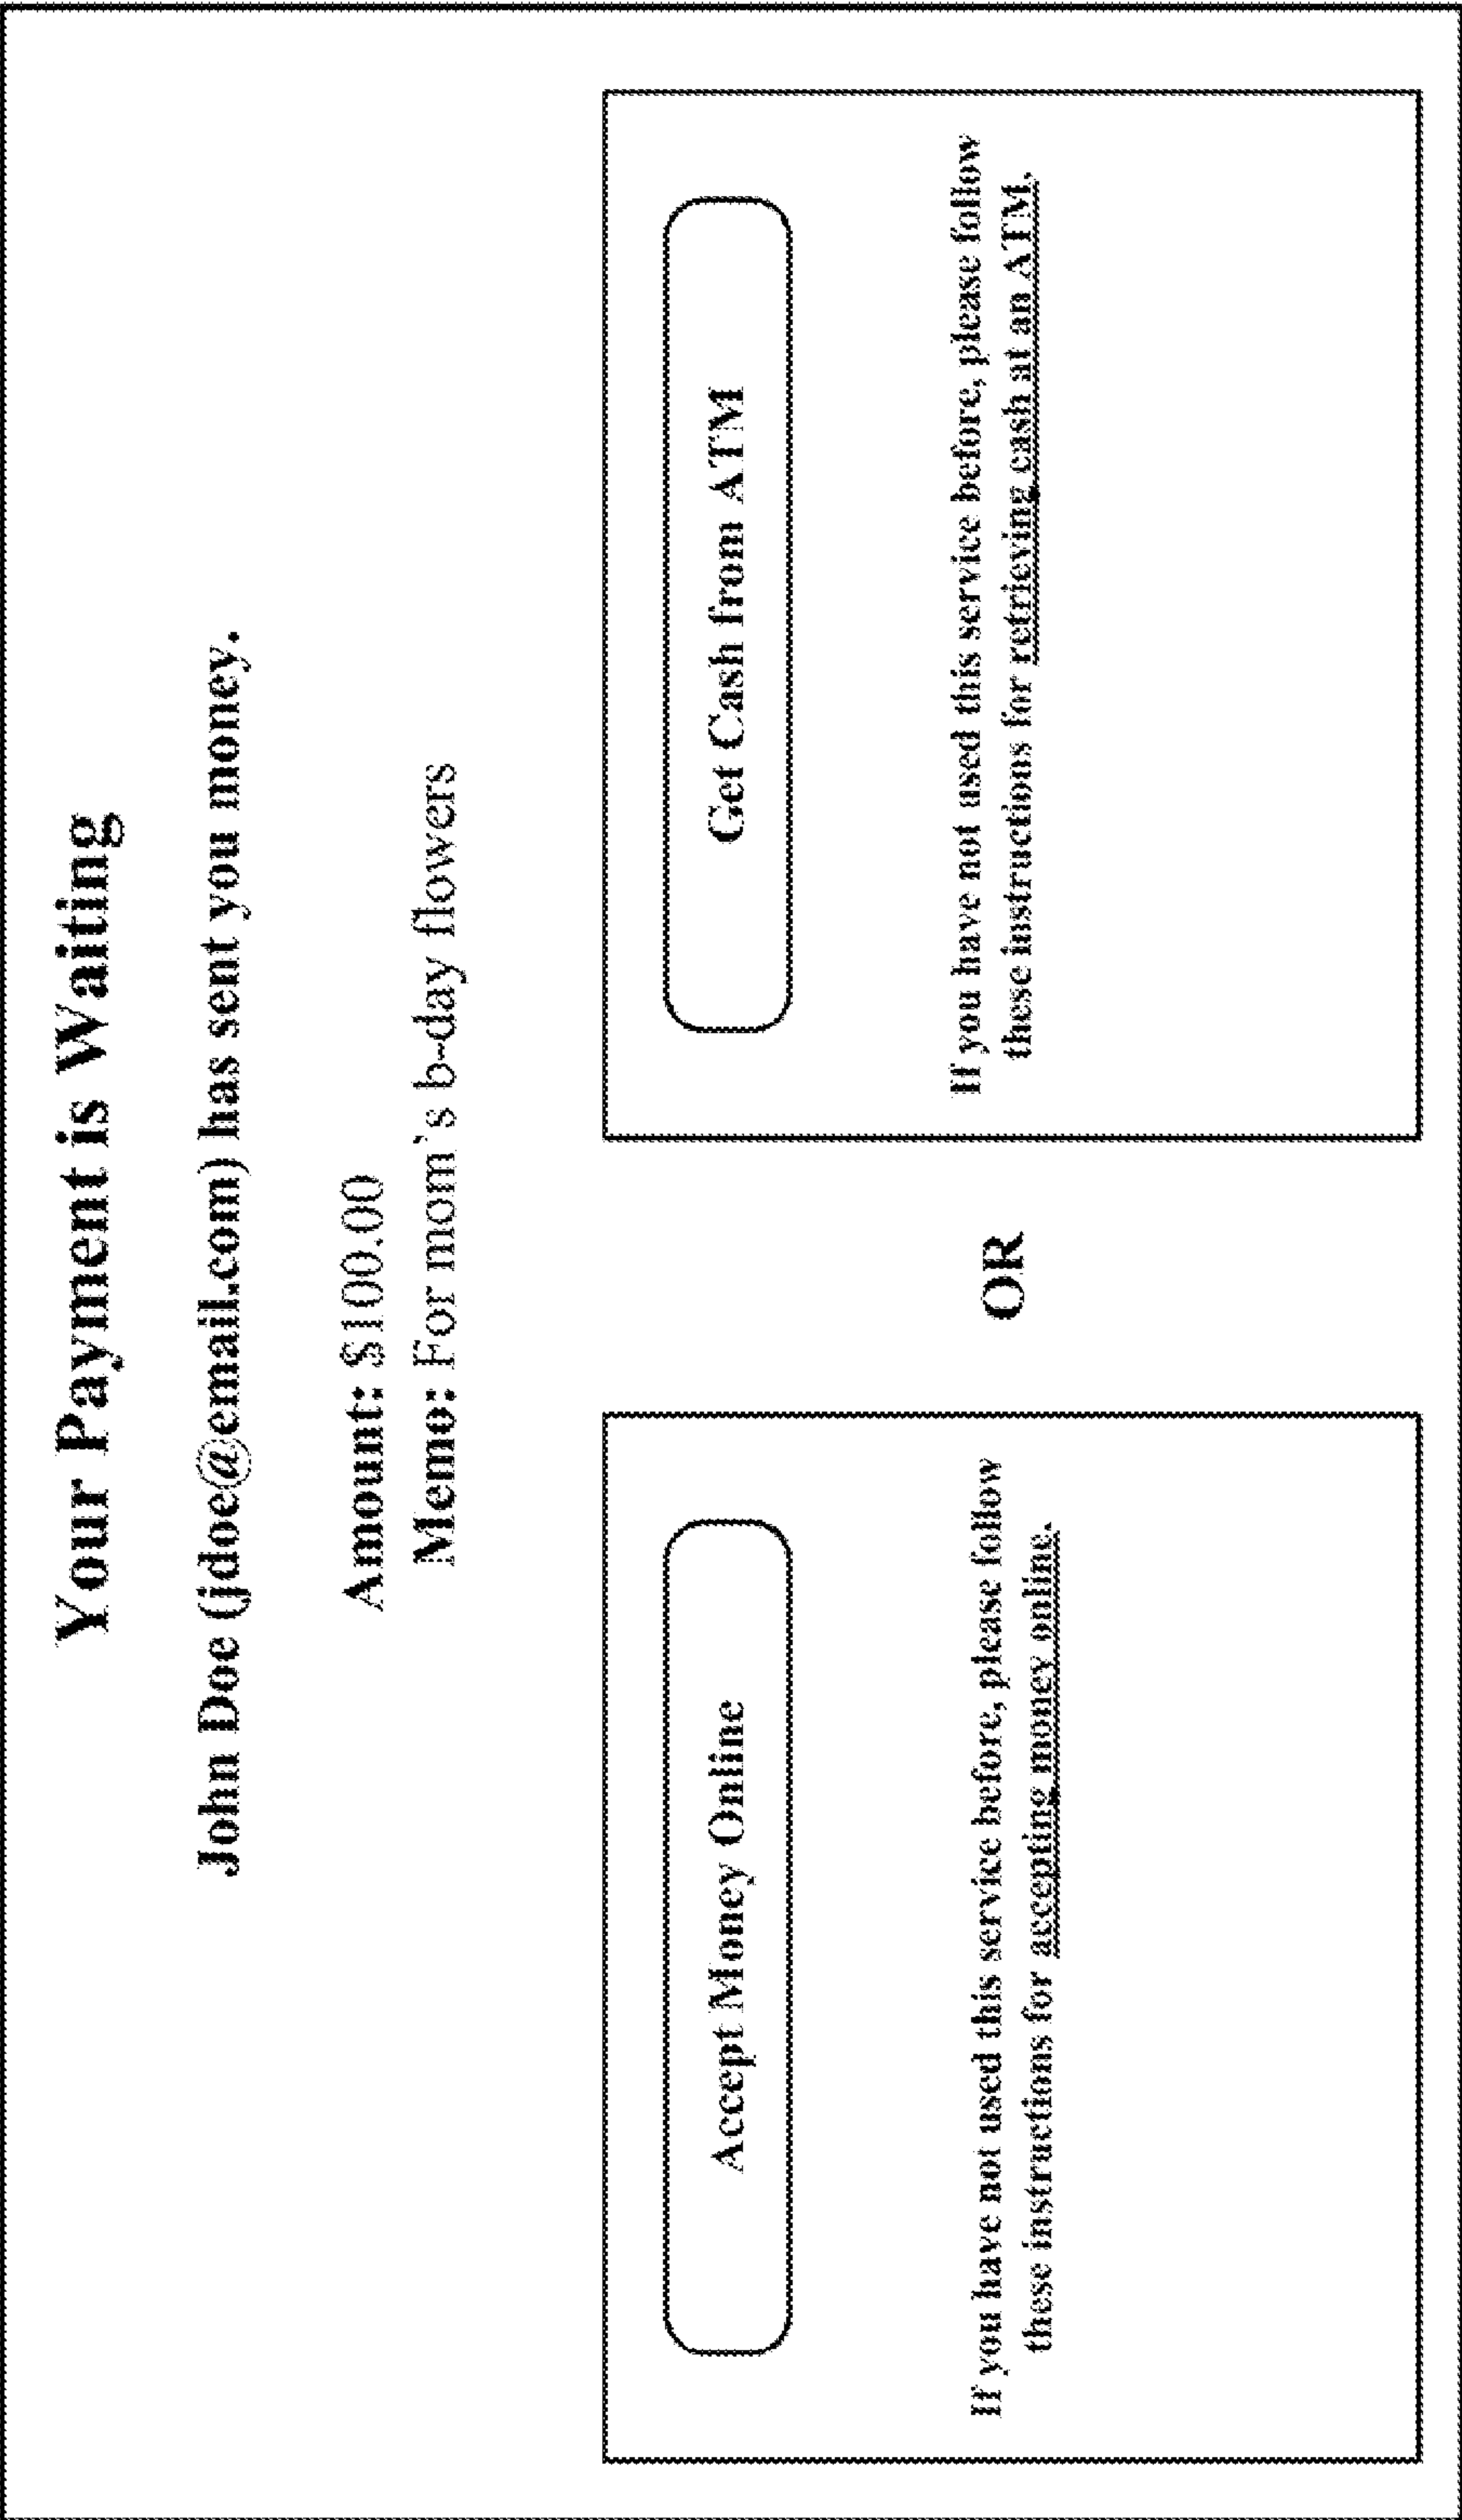 Your Payment is Waiting
John Doe (jdoe@email.com) has sent you money.
Amount: $100.00
Memo: For mom's b-day flowers
Accept Money Online
If you have not used this service before, please follow
these instructions for accepting money online.
OR
Get Cash from ATM
If you have not used this service before, please follow
these instructions for retrieving cash at an ATM.